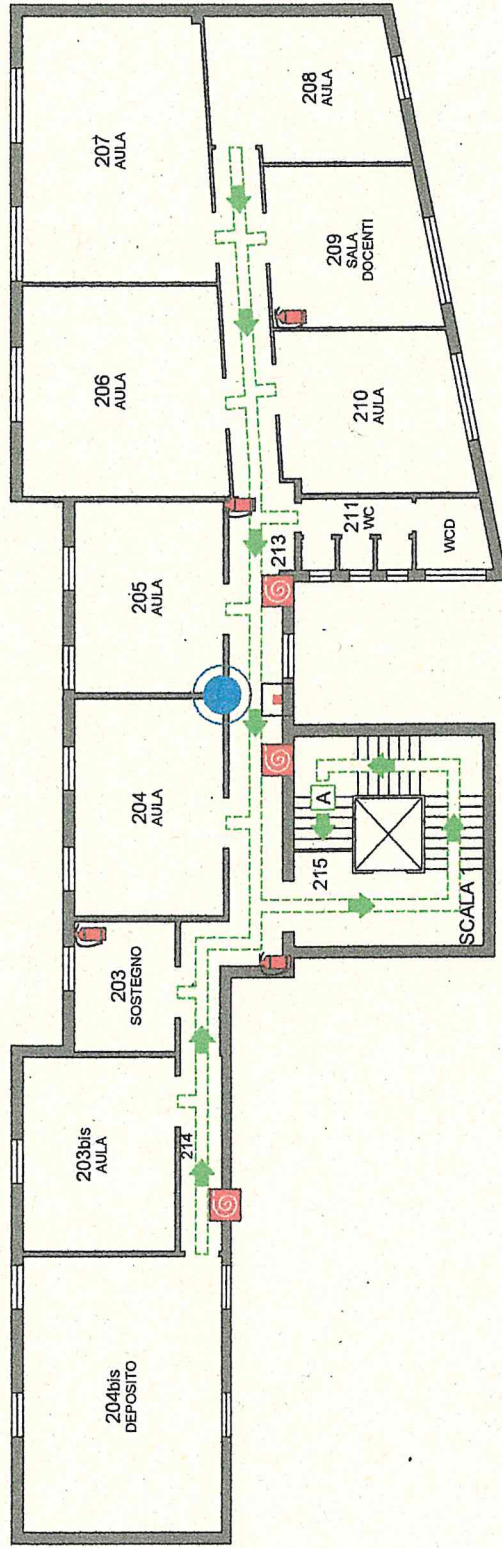 204bis
DEPOSITO
203bis
AULA
214
203
SOSTEGNO
204
AULA
205
AULA
206
AULA
207
AULA
208
AULA
209
SALA
DOCENTI
210
AULA
211
WC
WCD
213
215
A
SCALA 1